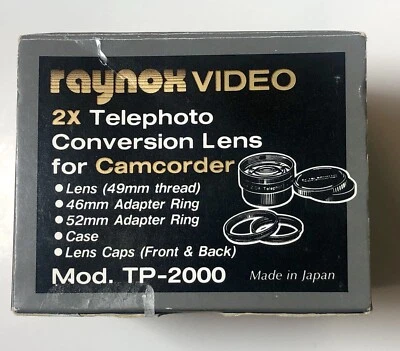 raynox VIDEO
2X Telephoto
Conversion Lens
for Camcorder
• Lens (49mm thread)
• 46mm Adapter Ring
• 52mm Adapter Ring
• Case
• Lens Caps (Front & Back)
Mod. TP-2000
Made in Japan